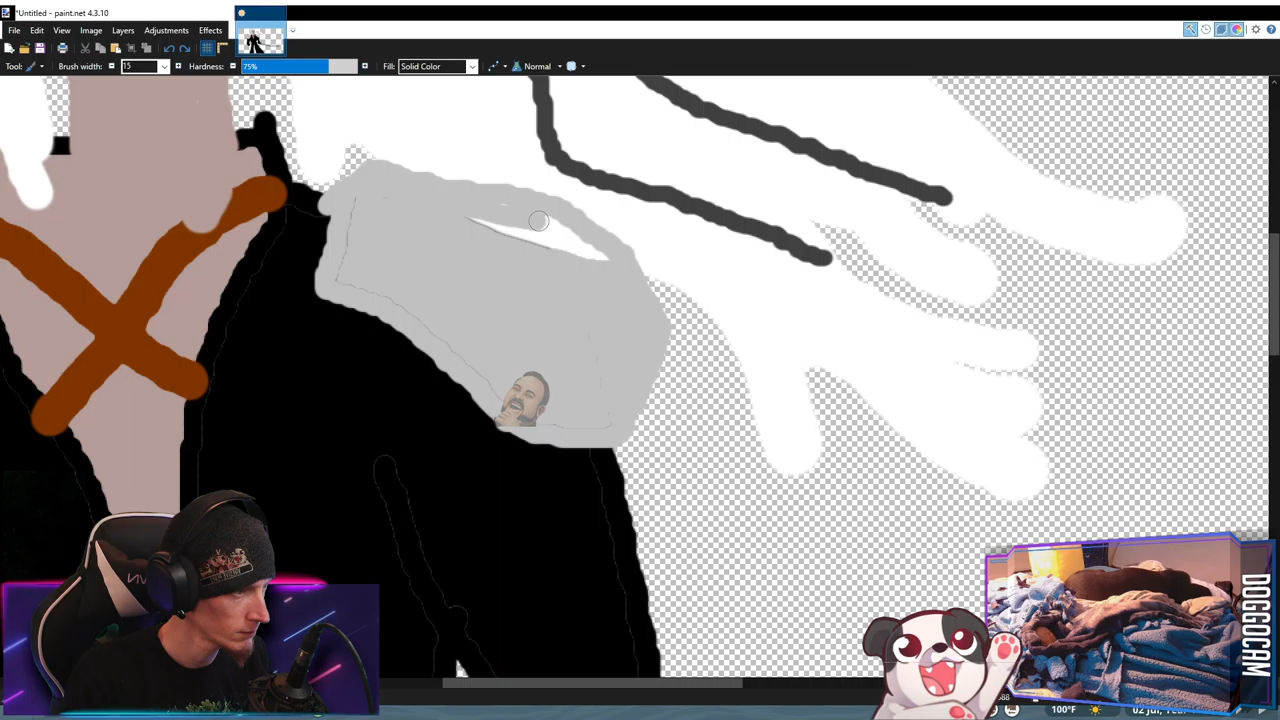 *Untitled - paint.net 4.3.10
File Edit View Image Layers Adjustments Effects
Tool: Brush width: 15 Hardness: 75% Fill: Solid Color Normal
DOGGOCAM
100°F